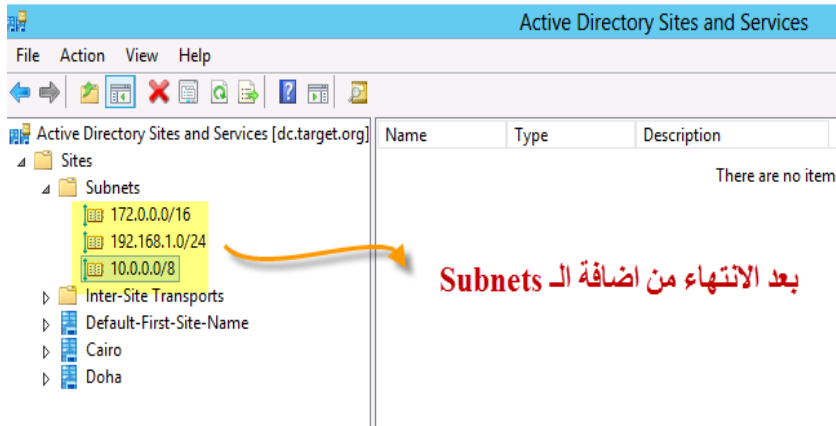 Active Directory Sites and Services
File Action View Help
Active Directory Sites and Services [dc.target.org]
Name Type Description
Sites
There are no item
Subnets
172.0.0.0/16
192.168.1.0/24
10.0.0.0/8
بعد الانتهاء من اضافة الـ Subnets
Inter-Site Transports
Default-First-Site-Name
Cairo
Doha